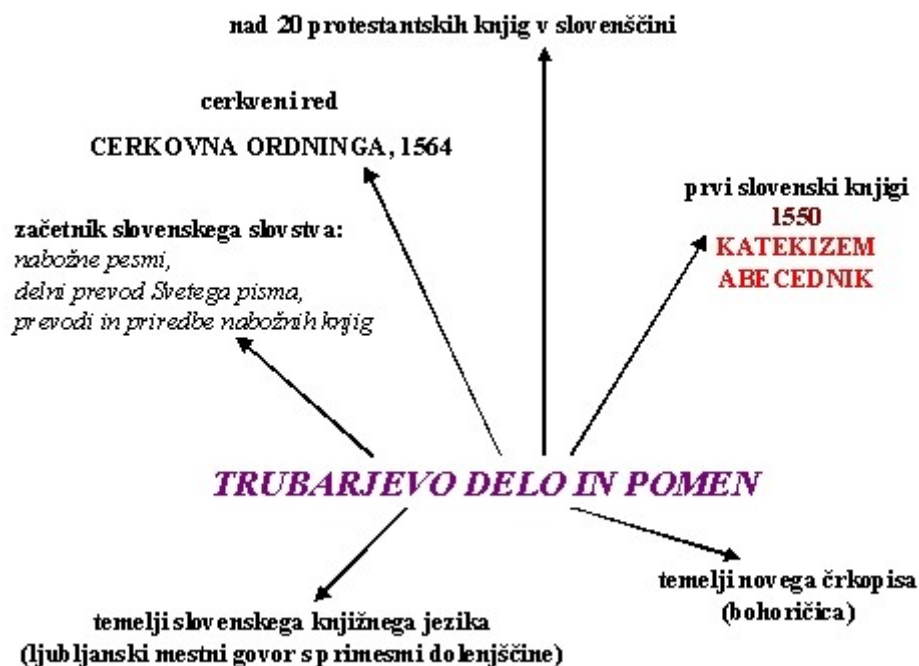 nad 20 protestantskih knjig v slovenščini
cerkveni red
CERKOVNA ORDNINGA, 1564
prvi slovenski knjigi
1550
KATEKIZEM
ABECEDNIK
začetnik slovenskega slovstva:
nabožne pesmi,
delni prevod Svetega pisma,
prevodi in priredbe nabožnih knjig
TRUBARJEVO DELO IN POMEN
temelji novega črkopisa
(bohoričica)
temelji slovenskega knjižnega jezika
(ljubljanski mestni govor s primesmi dolenjščine)